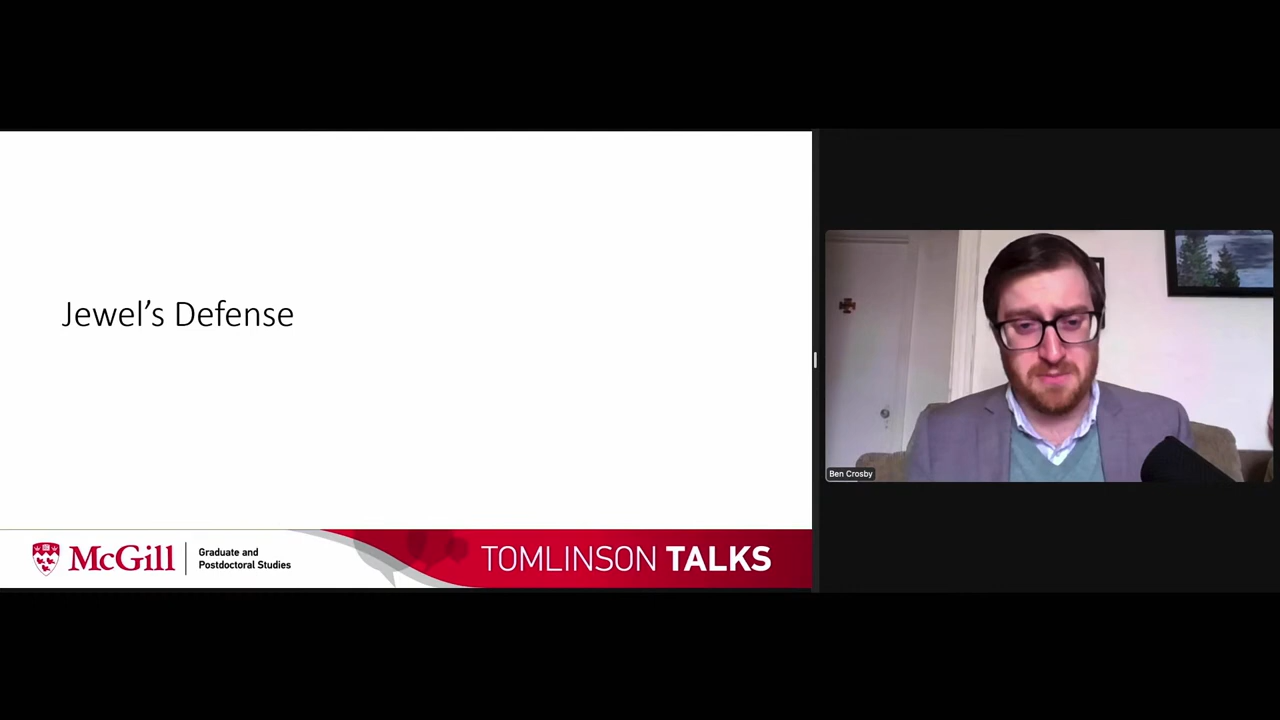 Jewel’s Defense
McGill
Graduate and
Postdoctoral Studies
TOMLINSON TALKS
Ben Crosby